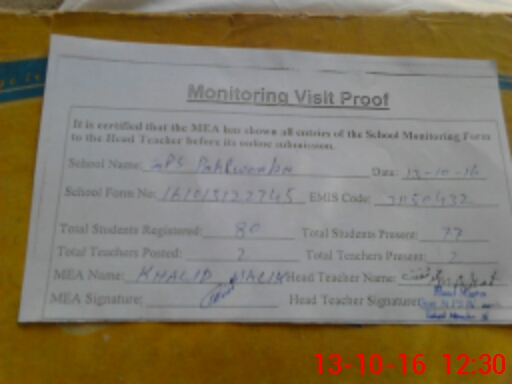 Monitoring Visit Proof
It is certified that the MEA has shown all entries of the School Monitoring Form
to the Head Teacher before its online submission.
School Name: GPS Date: 13-10-16
School Form No: EMIS Code:
Total Students Registered: 80 Total Students Present: 77
Total Teachers Posted: 2 Total Teachers Present: 2
MEA Name: KHALID MALIK Head Teacher Name:
MEA Signature: Head Teacher Signature:
13-10-16 12:30